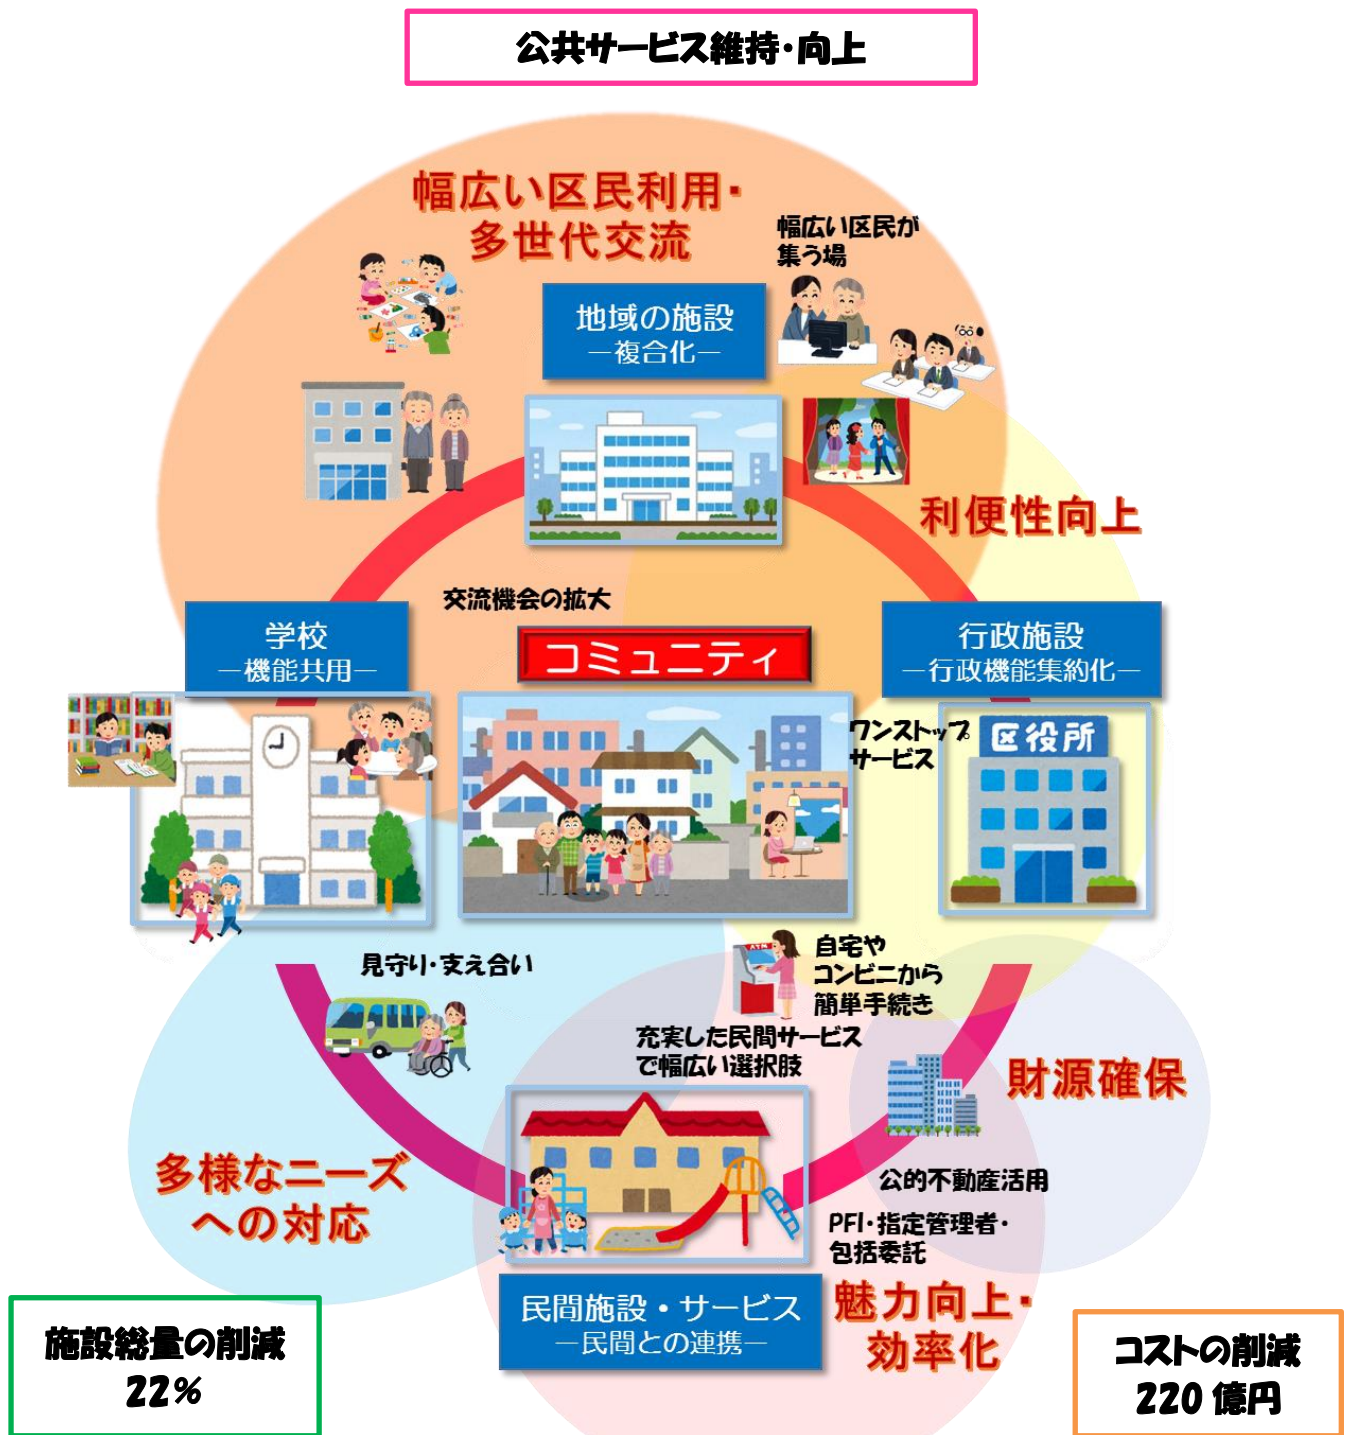 公共サービス維持・向上
幅広い区民利用・
多世代交流
幅広い区民が
集う場
地域の施設
―複合化―
利便性向上
交流機会の拡大
学校
―機能共用―
コミュニティ
行政施設
―行政機能集約化―
ワンストップ
サービス
区役所
見守り・支え合い
ATM
自宅や
コンビニから
簡単手続き
充実した民間サービス
で幅広い選択肢
財源確保
多様なニーズ
への対応
公的不動産活用
PFI・指定管理者・
包括委託
民間施設・サービス
―民間との連携―
魅力向上・
効率化
施設総量の削減
22%
コストの削減
220 億円